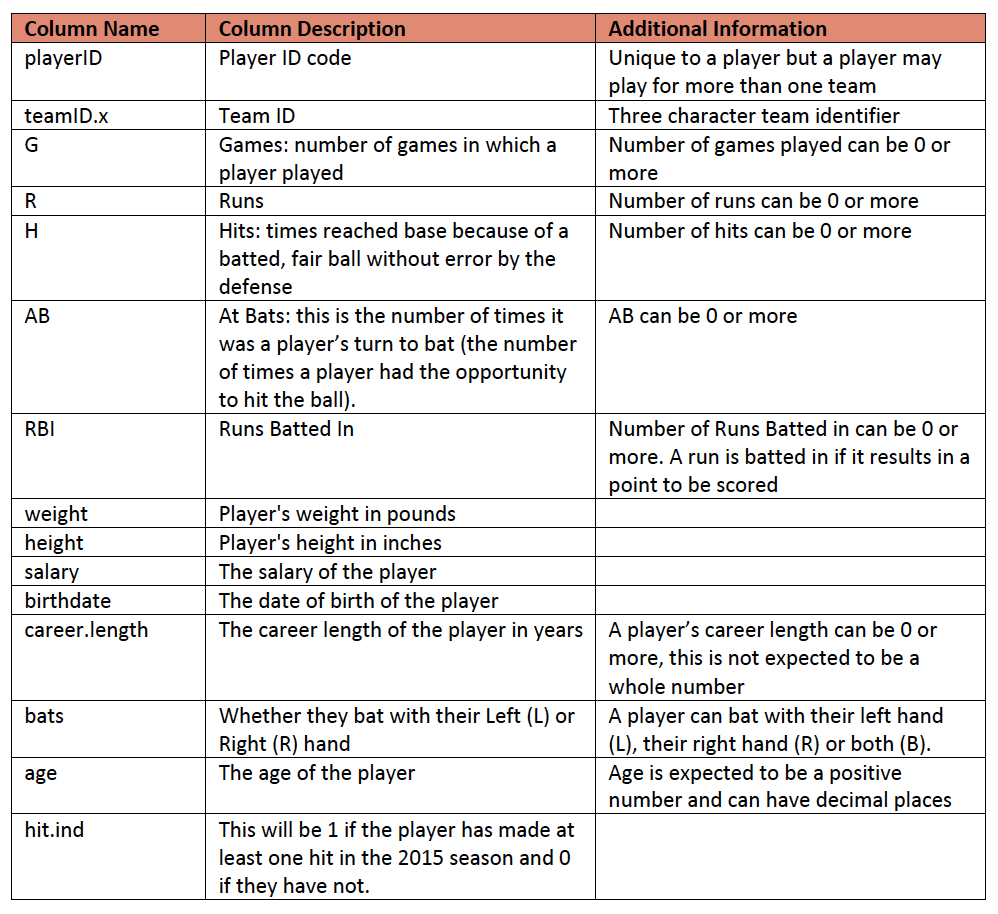 Column Name Column Description Additional Information
playerID Player ID code Unique to a player but a player may
play for more than one team
teamID.x Team ID Three character team identifier
G Games: number of games in which a Number of games played can be 0 or
player played more
R Runs Number of runs can be 0 or more
H Hits: times reached base because of a Number of hits can be 0 or more
batted, fair ball without error by the
defense
AB At Bats: this is the number of times it AB can be 0 or more
was a player’s turn to bat (the number
of times a player had the opportunity
to hit the ball).
RBI Runs Batted In Number of Runs Batted in can be 0 or
more. A run is batted in if it results in a
point to be scored
weight Player's weight in pounds
height Player's height in inches
salary The salary of the player
birthdate The date of birth of the player
career.length The career length of the player in years A player’s career length can be 0 or
more, this is not expected to be a
whole number
bats Whether they bat with their Left (L) or A player can bat with their left hand
Right (R) hand (L), their right hand (R) or both (B).
age The age of the player Age is expected to be a positive
number and can have decimal places
hit.ind This will be 1 if the player has made at
least one hit in the 2015 season and 0
if they have not.